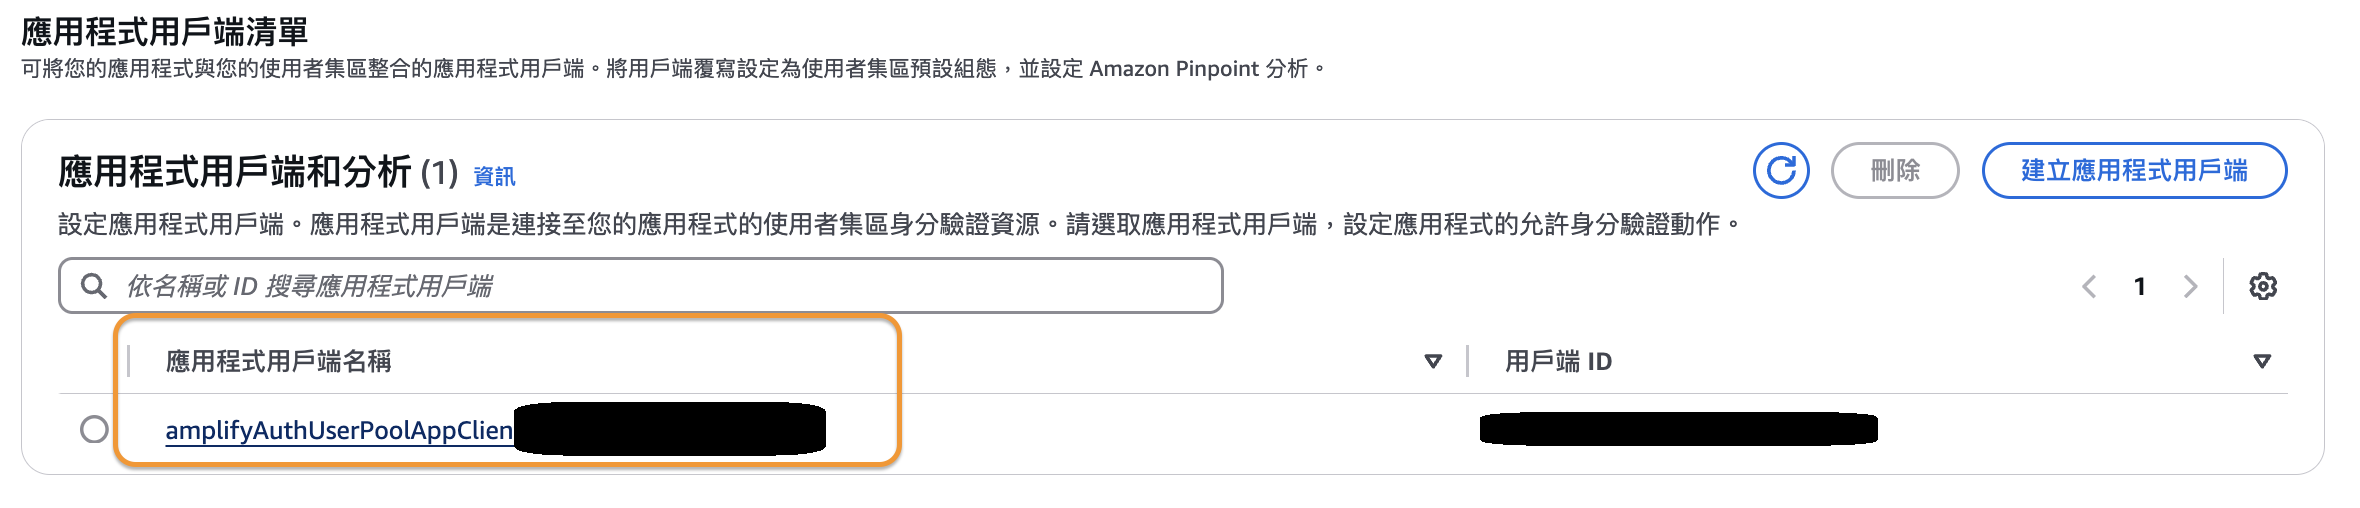 應用程式用戶端清單
可將您的應用程式與您的使用者集區整合的應用程式用戶端。將用戶端覆寫設定為使用者集區預設組態，並設定 Amazon Pinpoint 分析。
應用程式用戶端和分析 (1) 資訊
刪除
建立應用程式用戶端
設定應用程式用戶端。應用程式用戶端是連接至您的應用程式的使用者集區身分驗證資源。請選取應用程式用戶端，設定應用程式的允許身分驗證動作。
依名稱或 ID 搜尋應用程式用戶端
1
應用程式用戶端名稱
用戶端 ID
amplifyAuthUserPoolAppClien